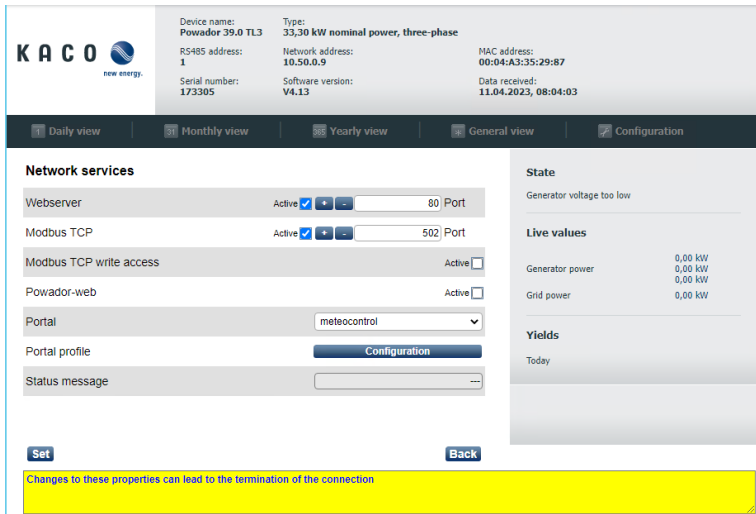 KACO
new energy.
Device name:
Powador 39.0 TL3
Type:
33,30 kW nominal power, three-phase
RS485 address:
1
Network address:
10.50.0.9
MAC address:
00:04:A3:35:29:87
Serial number:
173305
Software version:
V4.13
Data received:
11.04.2023, 08:04:03
1 Daily view
31 Monthly view
365 Yearly view
General view
Configuration
Network services
Webserver Active + - 80 Port
Modbus TCP Active + - 502 Port
Modbus TCP write access Active
Powador-web Active
Portal meteocontrol
Portal profile Configuration
Status message ---
Set Back
Changes to these properties can lead to the termination of the connection
State
Generator voltage too low
Live values
Generator power 0,00 kW
0,00 kW
0,00 kW
Grid power 0,00 kW
Yields
Today